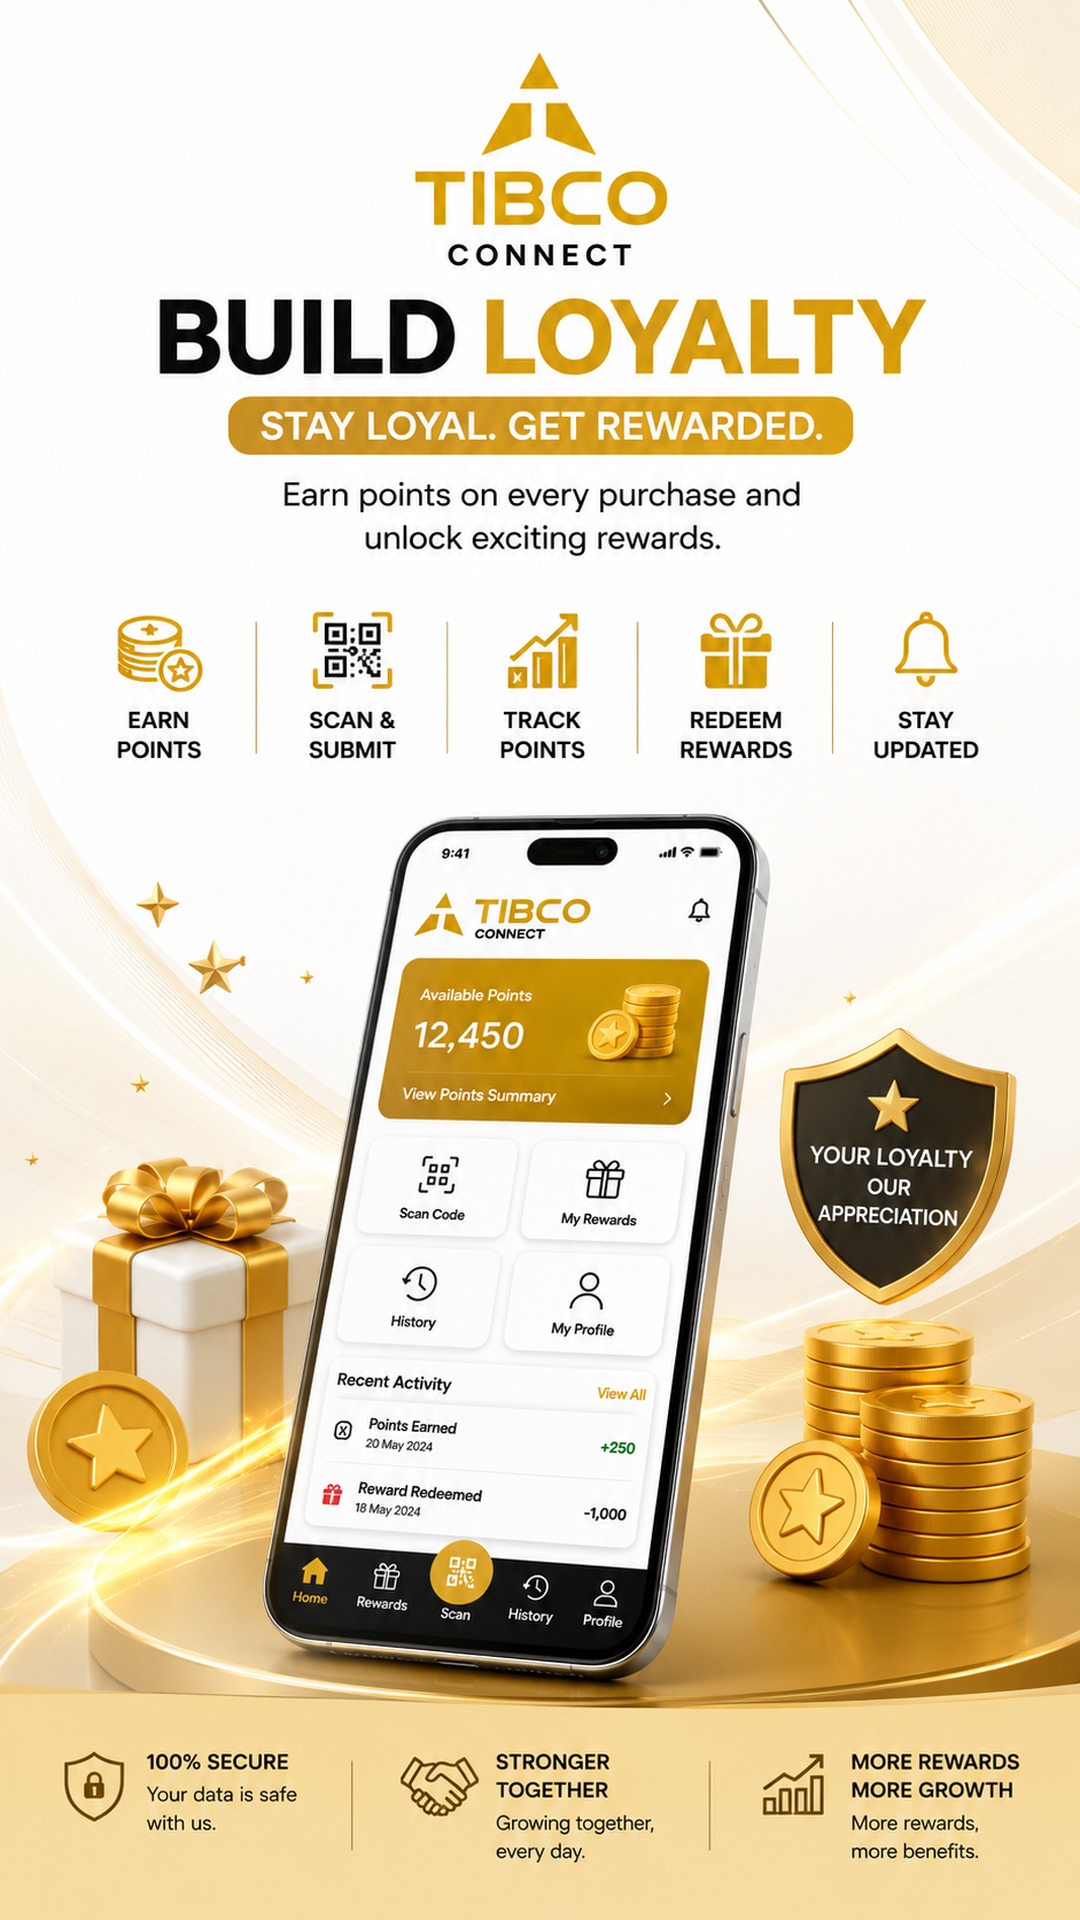 TIBCO
CONNECT
BUILD LOYALTY
STAY LOYAL. GET REWARDED.
Earn points on every purchase and
unlock exciting rewards.
EARN
POINTS
SCAN &
SUBMIT
TRACK
POINTS
REDEEM
REWARDS
STAY
UPDATED
9:41
TIBCO
CONNECT
Available Points
12,450
View Points Summary
Scan Code
My Rewards
History
My Profile
Recent Activity
View All
Points Earned
20 May 2024
+250
Reward Redeemed
18 May 2024
-1,000
Home
Rewards
Scan
History
Profile
YOUR LOYALTY
OUR
APPRECIATION
100% SECURE
Your data is safe
with us.
STRONGER
TOGETHER
Growing together,
every day.
MORE REWARDS
MORE GROWTH
More rewards,
more benefits.